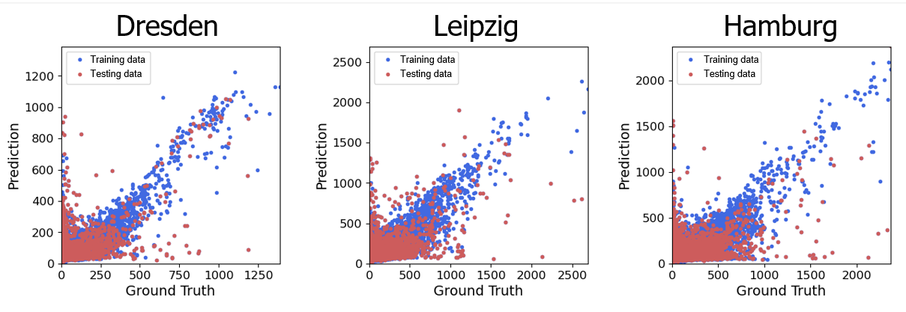 Dresden
Training data
Testing data
1200
1000
800
600
400
200
0
Prediction
0 250 500 750 1000 1250
Ground Truth
Leipzig
Training data
Testing data
2500
2000
1500
1000
500
0
Prediction
0 500 1000 1500 2000 2500
Ground Truth
Hamburg
Training data
Testing data
2000
1500
1000
500
0
Prediction
0 500 1000 1500 2000
Ground Truth